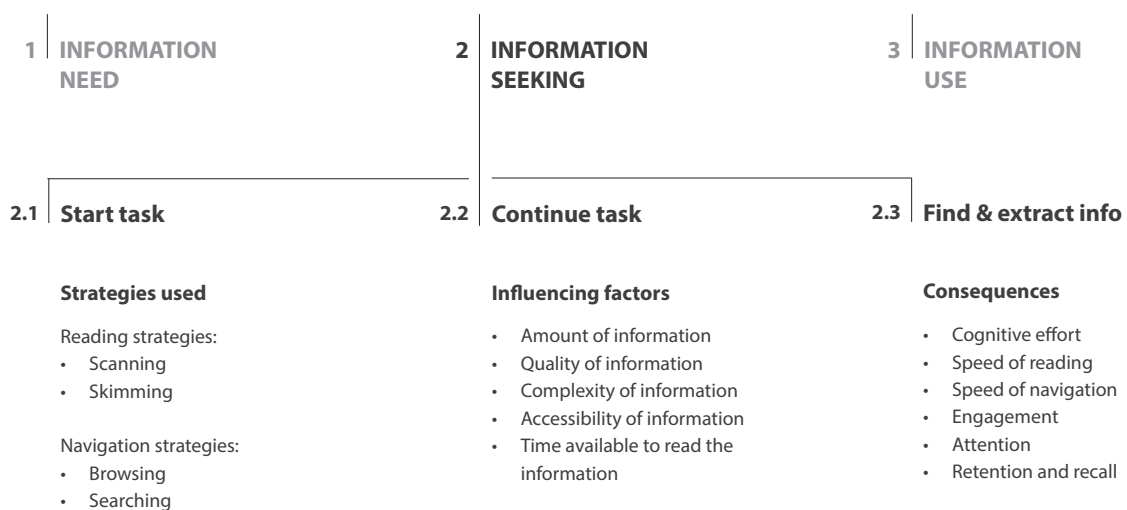 1 INFORMATION
NEED
2 INFORMATION
SEEKING
3 INFORMATION
USE
2.1 Start task
Strategies used
Reading strategies:
• Scanning
• Skimming
Navigation strategies:
• Browsing
• Searching
2.2 Continue task
Influencing factors
• Amount of information
• Quality of information
• Complexity of information
• Accessibility of information
• Time available to read the
information
2.3 Find & extract info
Consequences
• Cognitive effort
• Speed of reading
• Speed of navigation
• Engagement
• Attention
• Retention and recall